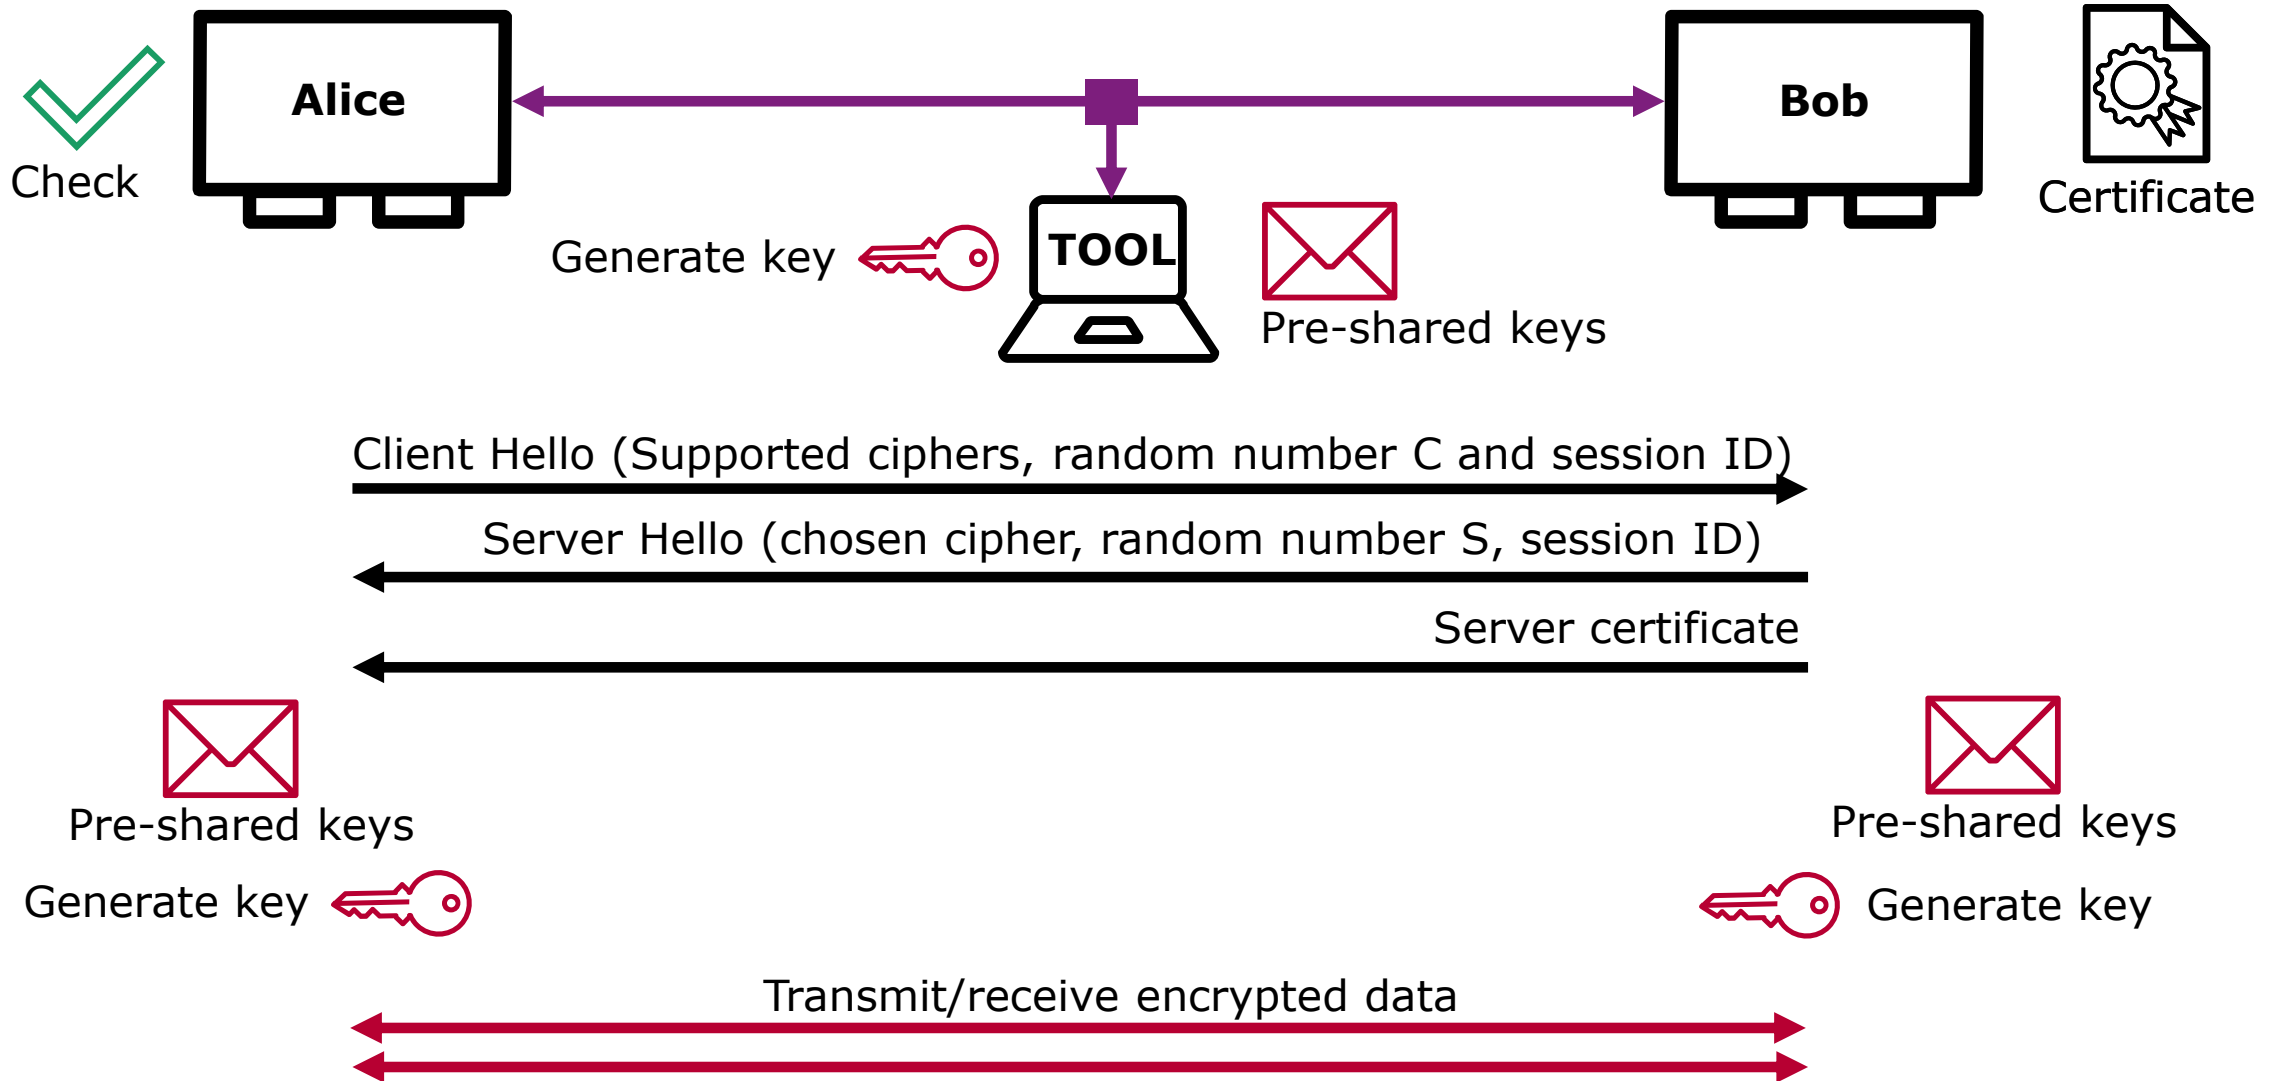 Alice
Bob
Check
Certificate
Generate key
TOOL
Pre-shared keys
Client Hello (Supported ciphers, random number C and session ID)
Server Hello (chosen cipher, random number S, session ID)
Server certificate
Pre-shared keys
Pre-shared keys
Generate key
Generate key
Transmit/receive encrypted data